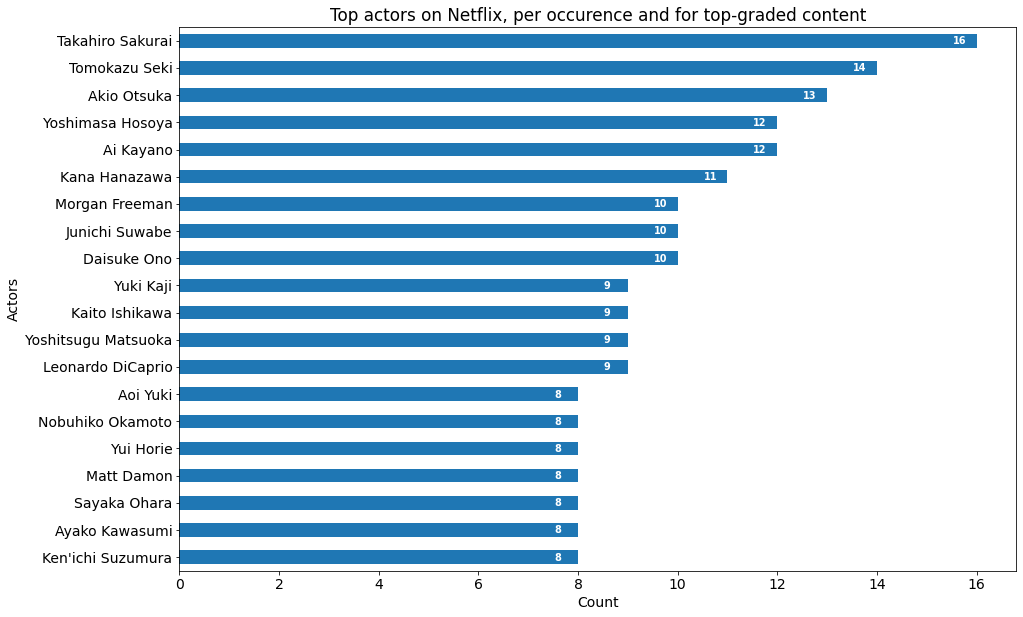 Top actors on Netflix, per occurence and for top-graded content
Takahiro Sakurai 16
Tomokazu Seki 14
Akio Otsuka 13
Yoshimasa Hosoya 12
Ai Kayano 12
Kana Hanazawa 11
Morgan Freeman 10
Junichi Suwabe 10
Daisuke Ono 10
Yuki Kaji 9
Kaito Ishikawa 9
Yoshitsugu Matsuoka 9
Leonardo DiCaprio 9
Aoi Yuki 8
Nobuhiko Okamoto 8
Yui Horie 8
Matt Damon 8
Sayaka Ohara 8
Ayako Kawasumi 8
Ken'ichi Suzumura 8
Actors
0 2 4 6 8 10 12 14 16
Count